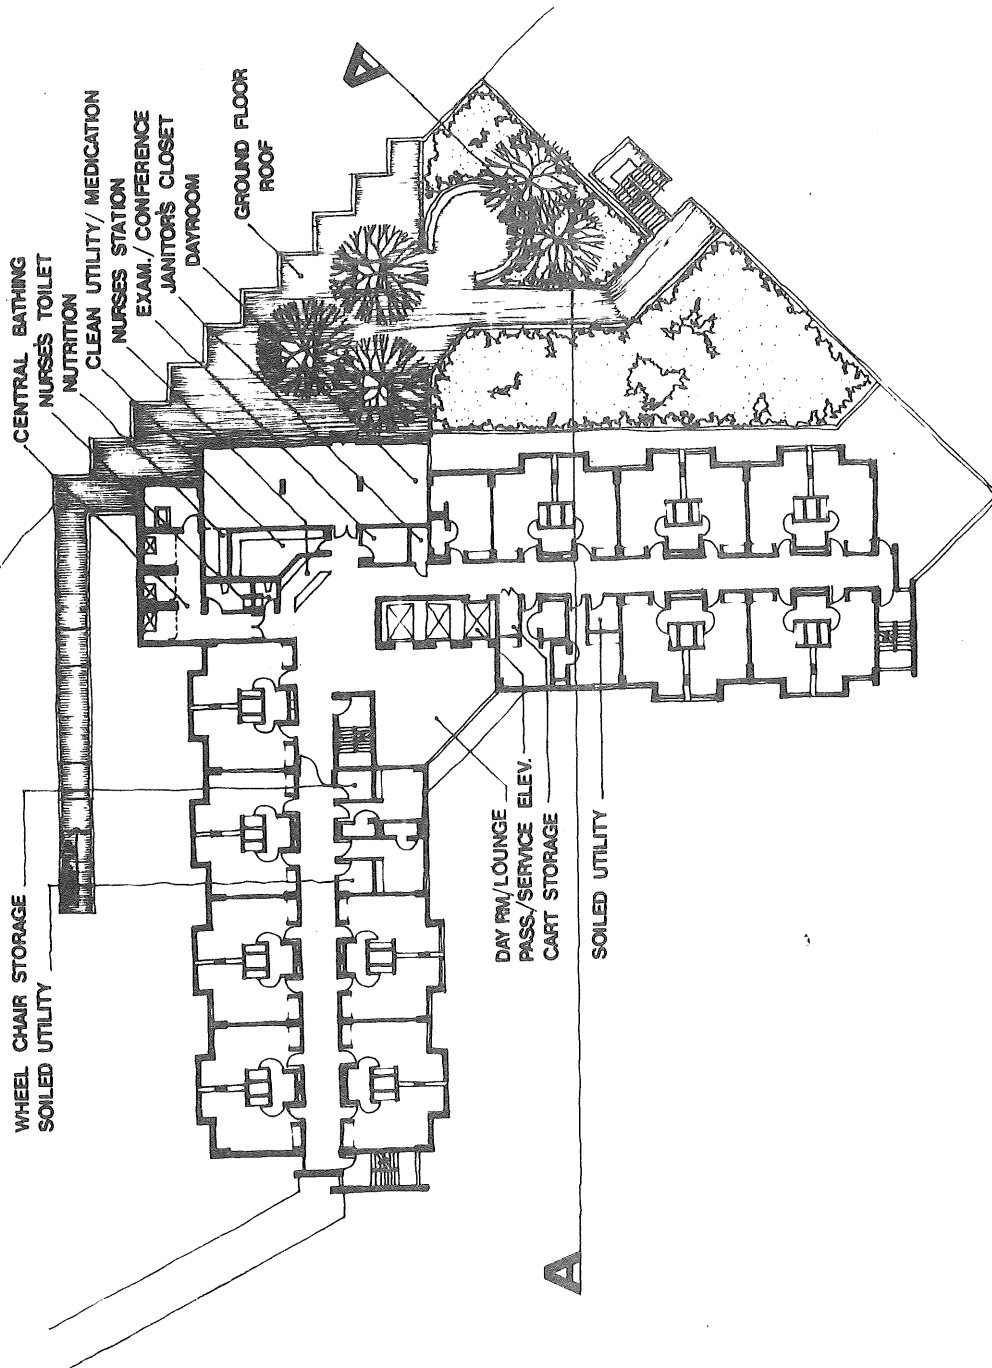 CENTRAL BATHING
NURSES TOILET
NUTRITION
CLEAN UTILITY/MEDICATION
NURSES STATION
EXAM./CONFERENCE
JANITOR'S CLOSET
DAYROOM
GROUND FLOOR
ROOF
A
WHEEL CHAIR STORAGE
SOILED UTILITY
DAY RM/LOUNGE
PASS./SERVICE ELEV.
CART STORAGE
SOILED UTILITY
A